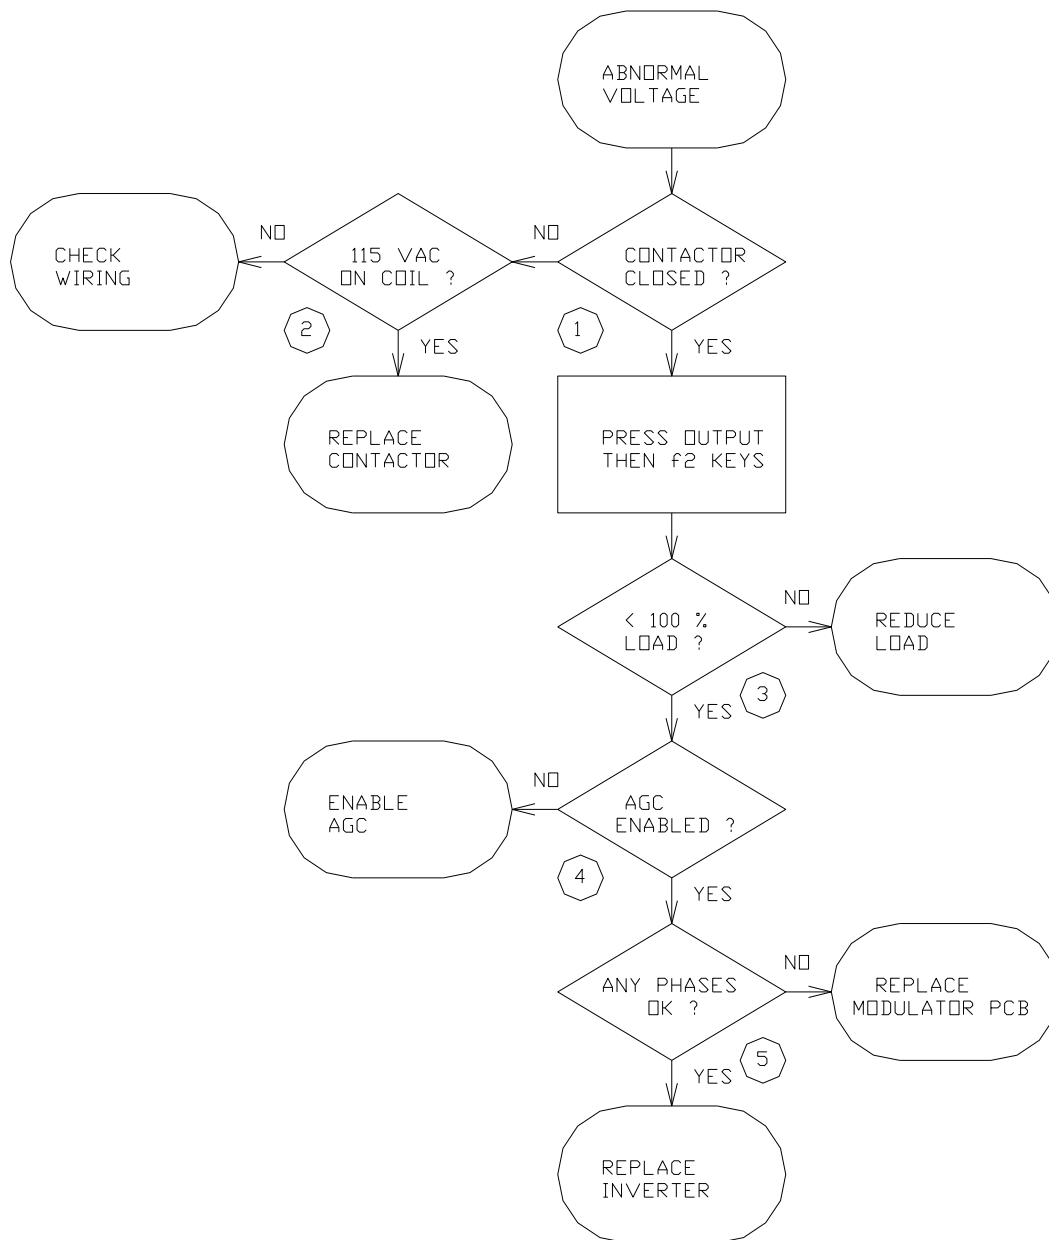 ABNORMAL
VOLTAGE
CHECK
WIRING
NO
115 VAC
ON COIL ?
NO
CONTACTOR
CLOSED ?
2
YES
1
YES
REPLACE
CONTACTOR
PRESS OUTPUT
THEN f2 KEYS
< 100 %
LOAD ?
NO
REDUCE
LOAD
YES
3
ENABLE
AGC
NO
AGC
ENABLED ?
4
YES
ANY PHASES
OK ?
NO
REPLACE
MODULATOR PCB
YES
5
REPLACE
INVERTER